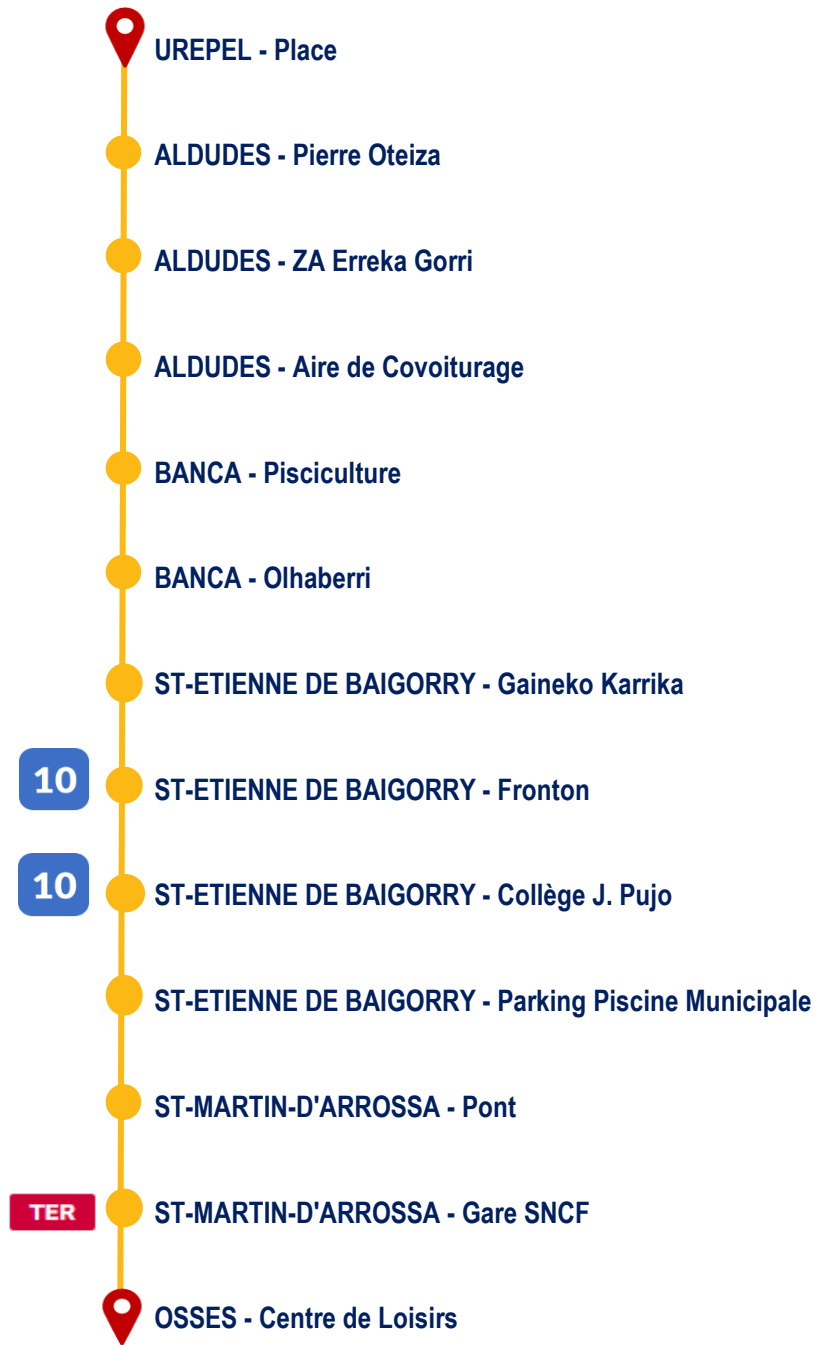 UREPEL - Place
ALDUDES - Pierre Oteiza
ALDUDES - ZA Erreka Gorri
ALDUDES - Aire de Covoiturage
BANCA - Pisciculture
BANCA - Olhaberri
ST-ETIENNE DE BAIGORRY - Gaineko Karrika
10 ST-ETIENNE DE BAIGORRY - Fronton
10 ST-ETIENNE DE BAIGORRY - Collège J. Pujo
ST-ETIENNE DE BAIGORRY - Parking Piscine Municipale
ST-MARTIN-D'ARROSSA - Pont
TER ST-MARTIN-D'ARROSSA - Gare SNCF
OSSES - Centre de Loisirs